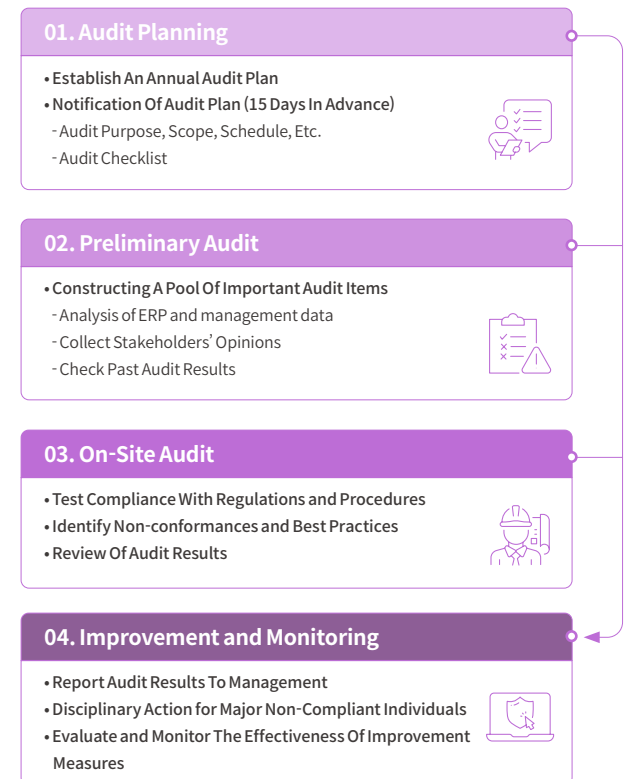 01. Audit Planning
• Establish An Annual Audit Plan
• Notification Of Audit Plan (15 Days In Advance)
- Audit Purpose, Scope, Schedule, Etc.
- Audit Checklist
02. Preliminary Audit
• Constructing A Pool Of Important Audit Items
- Analysis of ERP and management data
- Collect Stakeholders’ Opinions
- Check Past Audit Results
03. On-Site Audit
• Test Compliance With Regulations and Procedures
• Identify Non-conformances and Best Practices
• Review Of Audit Results
04. Improvement and Monitoring
• Report Audit Results To Management
• Disciplinary Action for Major Non-Compliant Individuals
• Evaluate and Monitor The Effectiveness Of Improvement
Measures